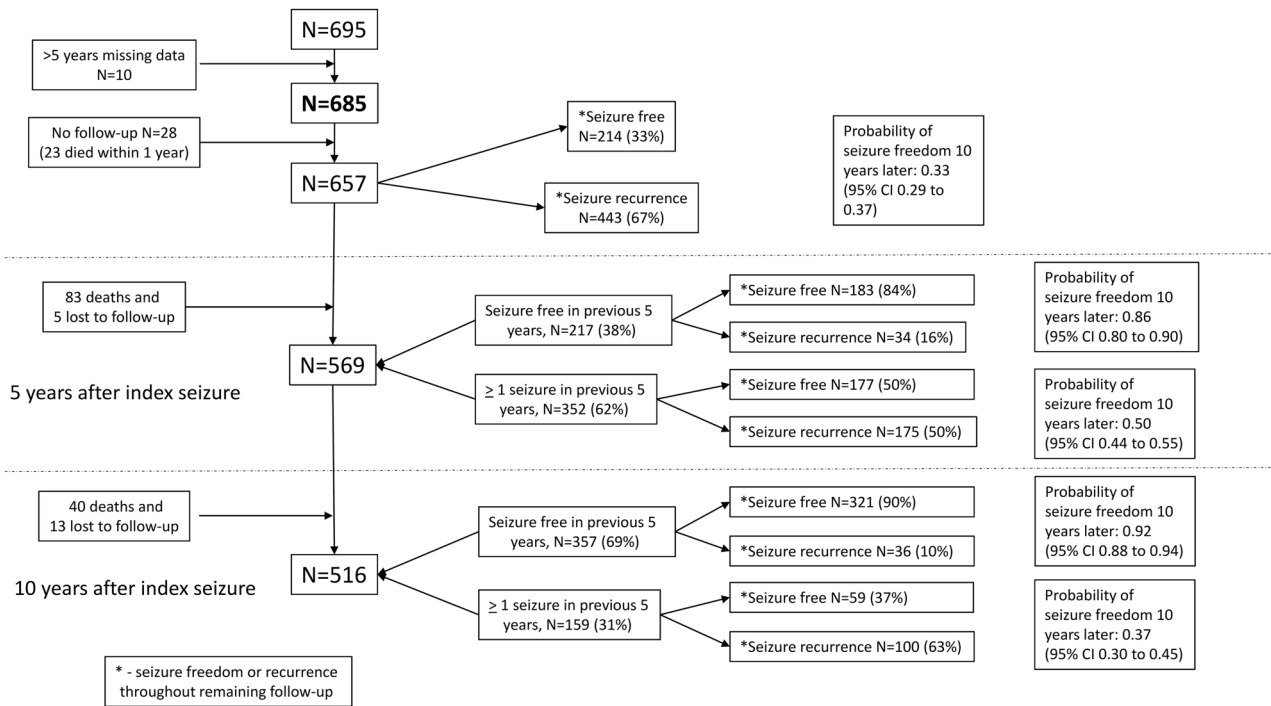 N=695
>5 years missing data
N=10
N=685
No follow-up N=28
(23 died within 1 year)
N=657
*Seizure free
N=214 (33%)
*Seizure recurrence
N=443 (67%)
Probability of
seizure freedom 10
years later: 0.33
(95% CI 0.29 to
0.37)
83 deaths and
5 lost to follow-up
N=569
5 years after index seizure
Seizure free in previous 5
years, N=217 (38%)
*Seizure free N=183 (84%)
*Seizure recurrence N=34 (16%)
Probability of
seizure freedom 10
years later: 0.86
(95% CI 0.80 to 0.90)
≥ 1 seizure in previous 5
years, N=352 (62%)
*Seizure free N=177 (50%)
*Seizure recurrence N=175 (50%)
Probability of
seizure freedom 10
years later: 0.50
(95% CI 0.44 to 0.55)
40 deaths and
13 lost to follow-up
N=516
10 years after index seizure
Seizure free in previous 5
years, N=357 (69%)
*Seizure free N=321 (90%)
*Seizure recurrence N=36 (10%)
Probability of
seizure freedom 10
years later: 0.92
(95% CI 0.88 to 0.94)
≥ 1 seizure in previous 5
years, N=159 (31%)
*Seizure free N=59 (37%)
*Seizure recurrence N=100 (63%)
Probability of
seizure freedom 10
years later: 0.37
(95% CI 0.30 to 0.45)
* - seizure freedom or recurrence
throughout remaining follow-up